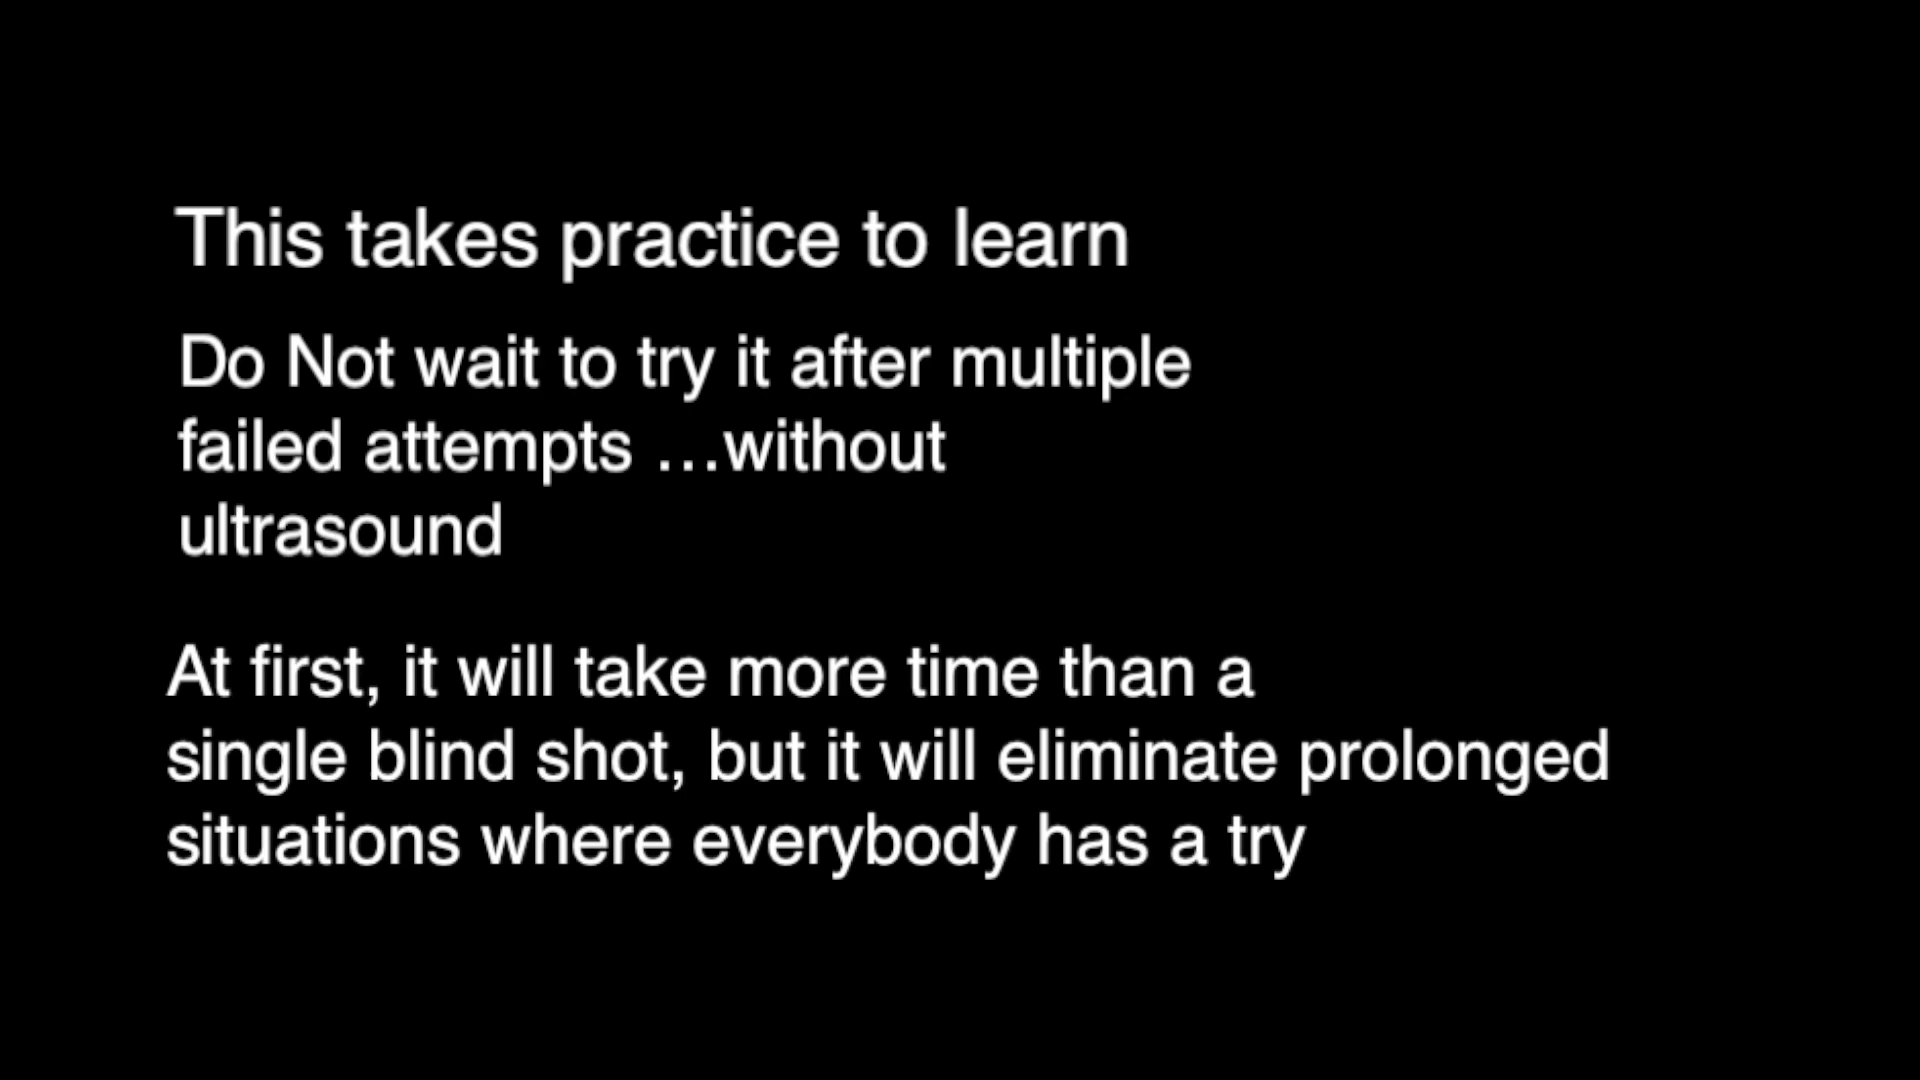 This takes practice to learn
Do Not wait to try it after multiple
failed attempts ...without
ultrasound
At first, it will take more time than a
single blind shot, but it will eliminate prolonged
situations where everybody has a try